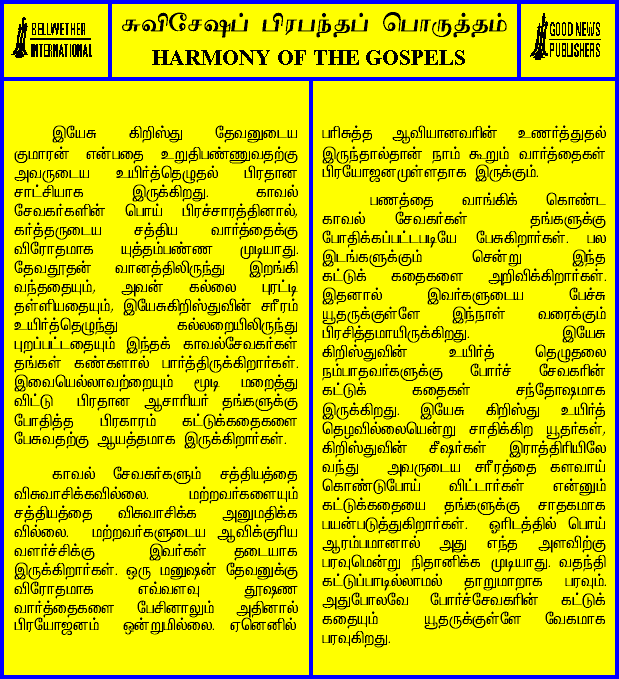 BELLWETHER
INTERNATIONAL
சுவிசேஷப் பிரபந்தப் பொருத்தம்
HARMONY OF THE GOSPELS
GOOD NEWS
PUBLISHERS
இயேசு கிறிஸ்து தேவனுடைய
குமாரன் என்பதை உறுதிபண்ணுவதற்கு
அவருடைய உயிர்த்தெழுதல் பிரதான
சாட்சியாக இருக்கிறது. காவல்
சேவகர்களின் பொய் பிரச்சாரத்தினால்,
கர்த்தருடைய சத்திய வார்த்தைக்கு
விரோதமாக யுத்தம்பண்ண முடியாது.
தேவதூதன் வானத்திலிருந்து இறங்கி
வந்ததையும், அவன் கல்லை புரட்டி
தள்ளியதையும், இயேசுகிறிஸ்துவின் சரீரம்
உயிர்த்தெழுந்து கல்லறையிலிருந்து
புறப்பட்டதையும் இந்தக் காவல்சேவகர்கள்
தங்கள் கண்களால் பார்த்திருக்கிறார்கள்.
இவையெல்லாவற்றையும் மூடி மறைத்து
விட்டு பிரதான ஆசாரியர் தங்களுக்கு
போதித்த பிரகாரம் கட்டுக்கதைகளை
பேசுவதற்கு ஆயத்தமாக இருக்கிறார்கள்.
காவல் சேவகர்களும் சத்தியத்தை
விசுவாசிக்கவில்லை. மற்றவர்களையும்
சத்தியத்தை விசுவாசிக்க அனுமதிக்க
வில்லை. மற்றவர்களுடைய ஆவிக்குரிய
வளர்ச்சிக்கு இவர்கள் தடையாக
இருக்கிறார்கள். ஒரு மனுஷன் தேவனுக்கு
விரோதமாக எவ்வளவு தூஷண
வார்த்தைகளை பேசினாலும் அதினால்
பிரயோஜனம் ஒன்றுமில்லை. ஏனெனில்
பரிசுத்த ஆவியானவரின் உணர்த்துதல்
இருந்தால்தான் நாம் கூறும் வார்த்தைகள்
பிரயோஜனமுள்ளதாக இருக்கும்.
பணத்தை வாங்கிக் கொண்ட
காவல் சேவகர்கள் தங்களுக்கு
போதிக்கப்பட்டபடியே பேசுகிறார்கள். பல
இடங்களுக்கும் சென்று இந்த
கட்டுக் கதைகளை அறிவிக்கிறார்கள்.
இதனால் இவர்களுடைய பேச்சு
யூதருக்குள்ளே இந்நாள் வரைக்கும்
பிரசித்தமாயிருக்கிறது. இயேசு
கிறிஸ்துவின் உயிர்த் தெழுதலை
நம்பாதவர்களுக்கு போர்ச் சேவகரின்
கட்டுக் கதைகள் சந்தோஷமாக
இருக்கிறது. இயேசு கிறிஸ்து உயிர்த்
தெழவில்லையென்று சாதிக்கிற யூதர்கள்,
கிறிஸ்துவின் சீஷர்கள் இராத்திரியிலே
வந்து அவருடைய சரீரத்தை களவாய்
கொண்டுபோய் விட்டார்கள் என்னும்
கட்டுக்கதையை தங்களுக்கு சாதகமாக
பயன்படுத்துகிறார்கள். ஓரிடத்தில் பொய்
ஆரம்பமானால் அது எந்த அளவிற்கு
பரவுமென்று நிதானிக்க முடியாது. வதந்தி
கட்டுப்பாடில்லாமல் தாறுமாறாக பரவும்.
அதுபோலவே போர்ச்சேவகரின் கட்டுக்
கதையும் யூதருக்குள்ளே வேகமாக
பரவுகிறது.